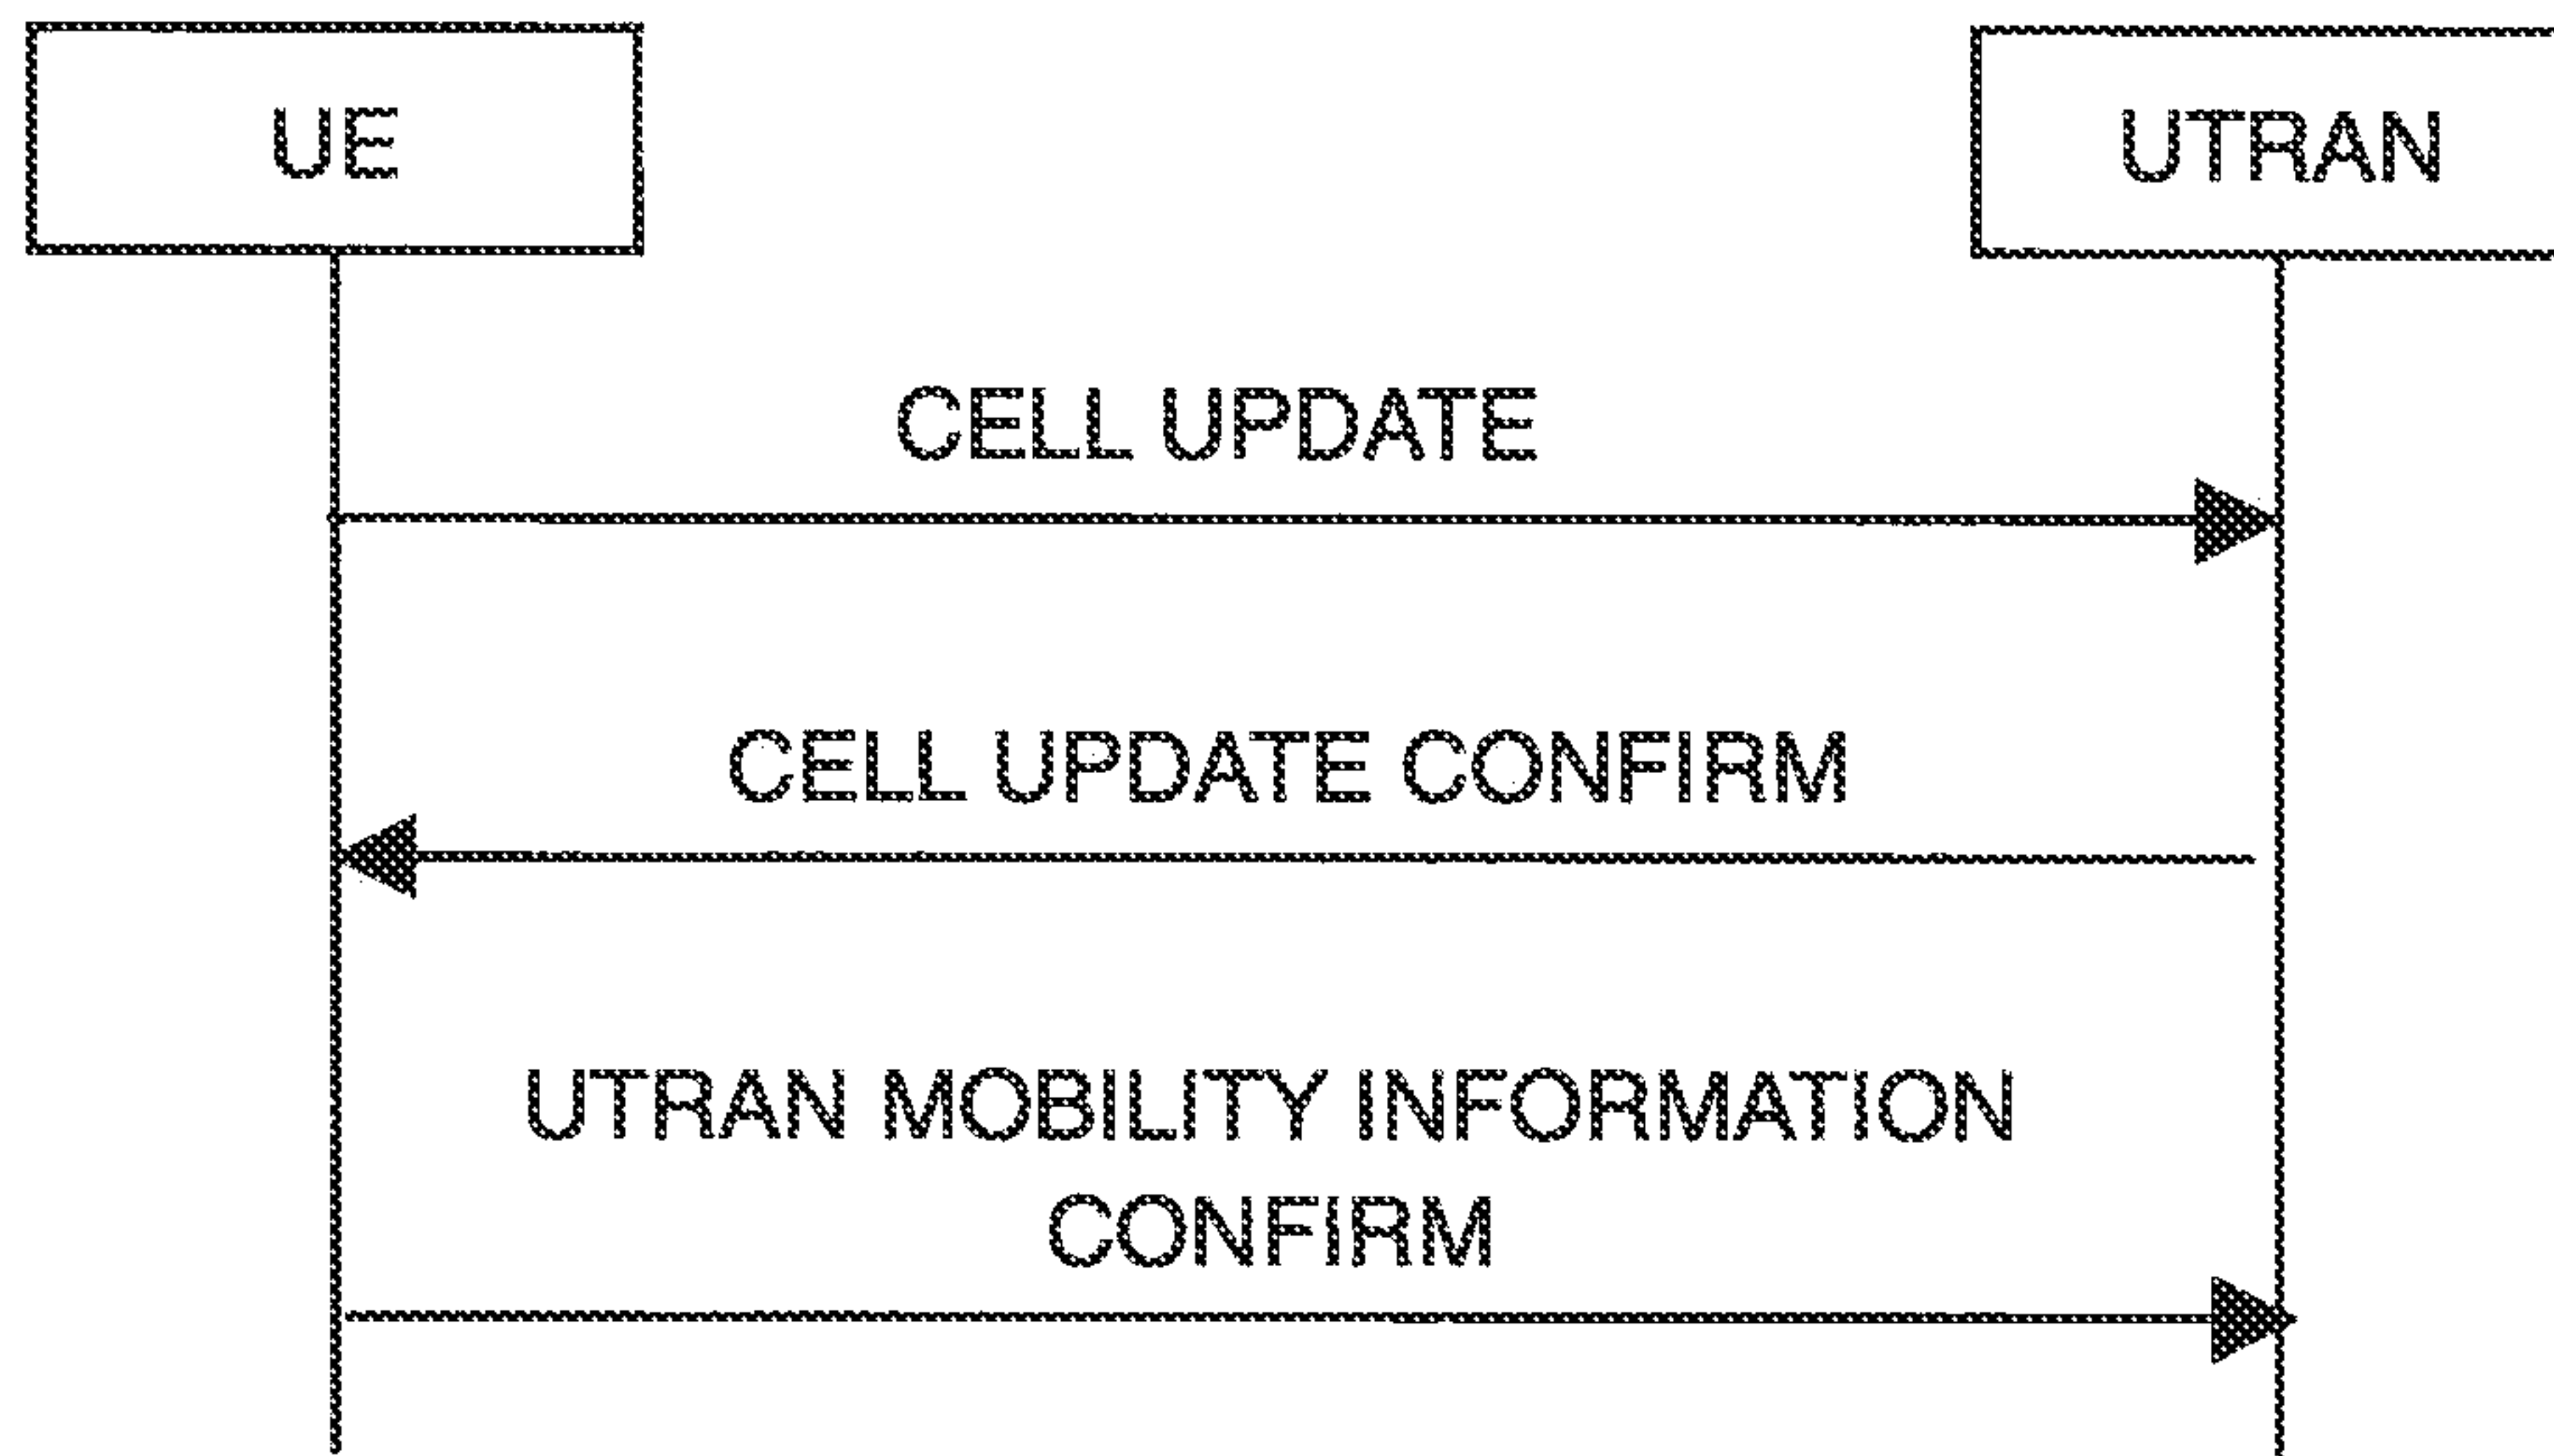 UE
UTRAN
CELL UPDATE
CELL UPDATE CONFIRM
UTRAN MOBILITY INFORMATION
CONFIRM